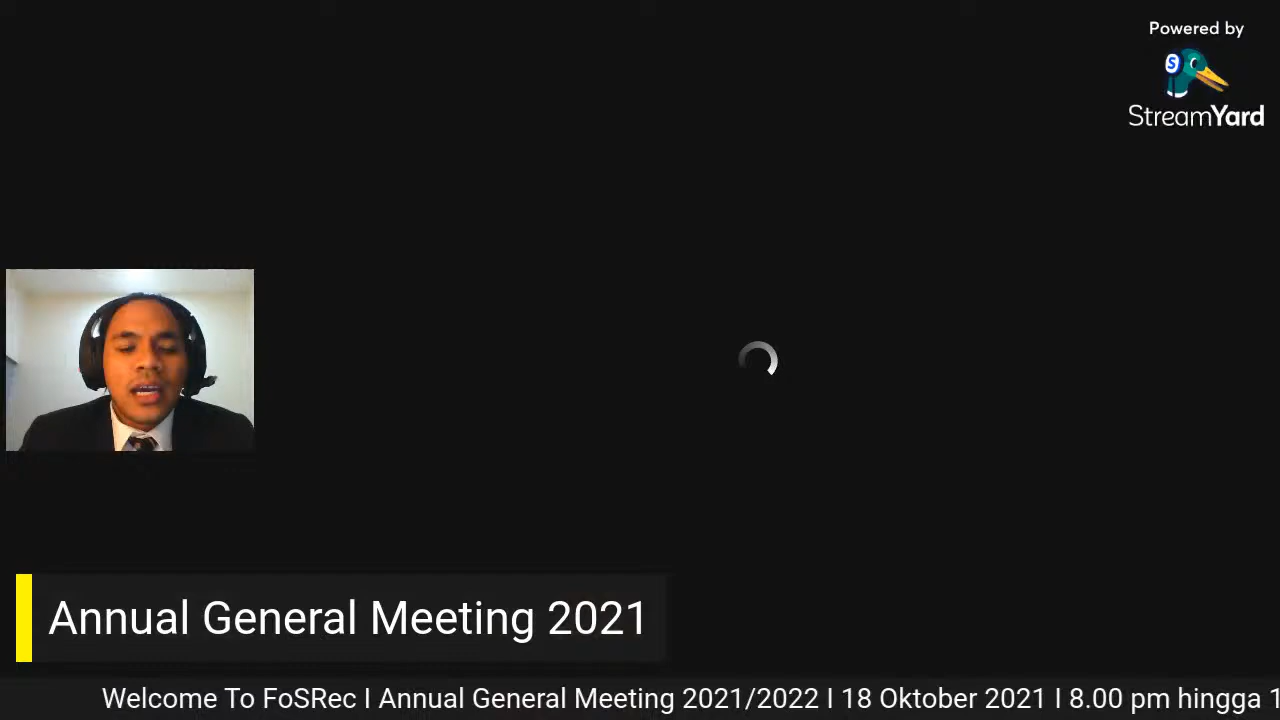 Powered by
S
StreamYard
Annual General Meeting 2021
Welcome To FoSRec I Annual General Meeting 2021/2022 I 18 Oktober 2021 I 8.00 pm hingga